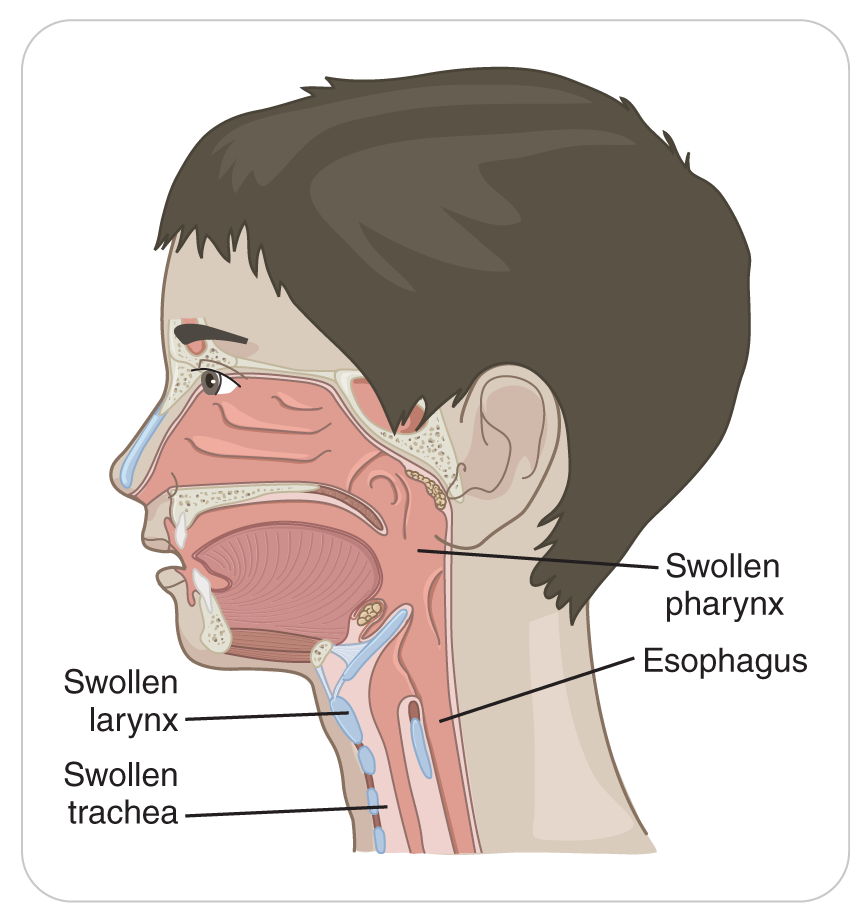 Swollen
pharynx
Esophagus
Swollen
larynx
Swollen
trachea